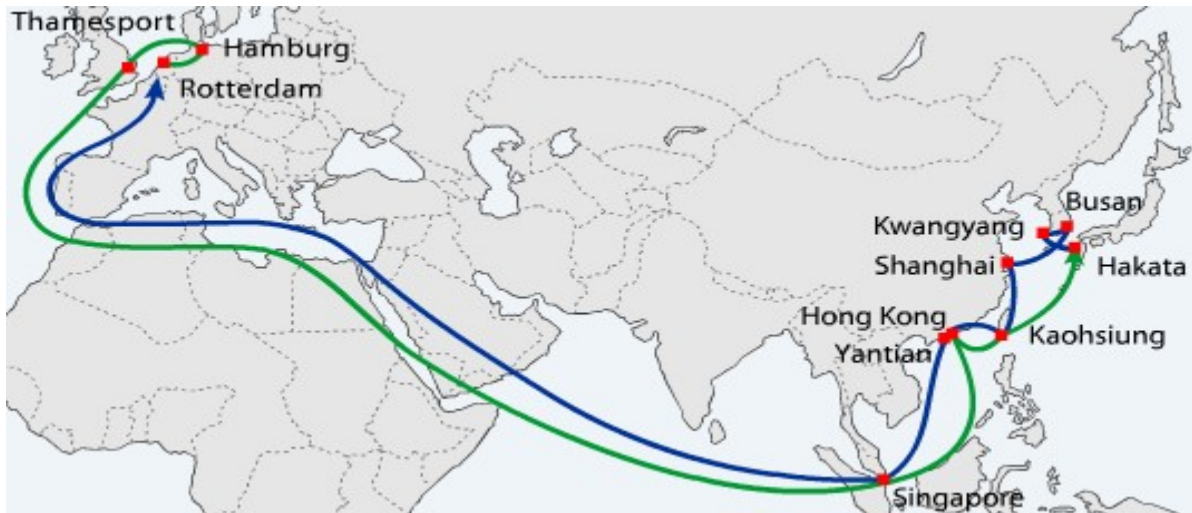 Thamesport
Hamburg
Rotterdam
Busan
Kwangyang
Shanghai
Hakata
Hong Kong
Kaohsiung
Yantian
Singapore